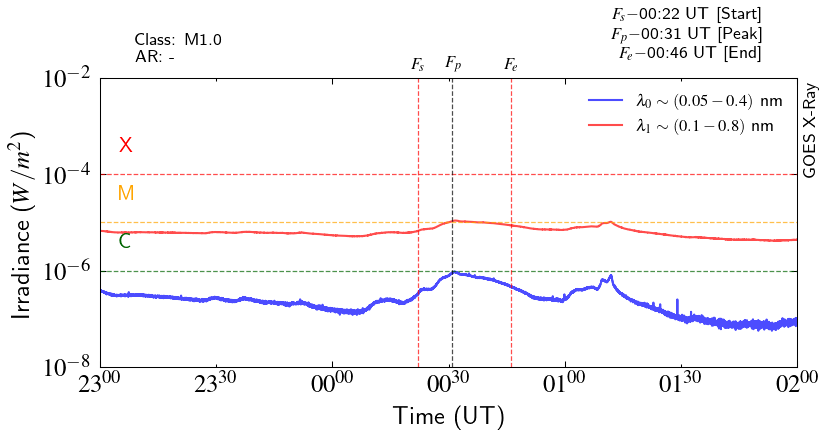 Class: M1.0
AR: -
F_s−00:22 UT [Start]
F_p−00:31 UT [Peak]
F_e−00:46 UT [End]
F_s F_p F_e
λ_0 ∼ (0.05 − 0.4) nm
λ_1 ∼ (0.1 − 0.8) nm
GOES X-Ray
X
M
C
10^{−2}
10^{−4}
10^{−6}
10^{−8}
Irradiance (W/m^2)
23^{00} 23^{30} 00^{00} 00^{30} 01^{00} 01^{30} 02^{00}
Time (UT)